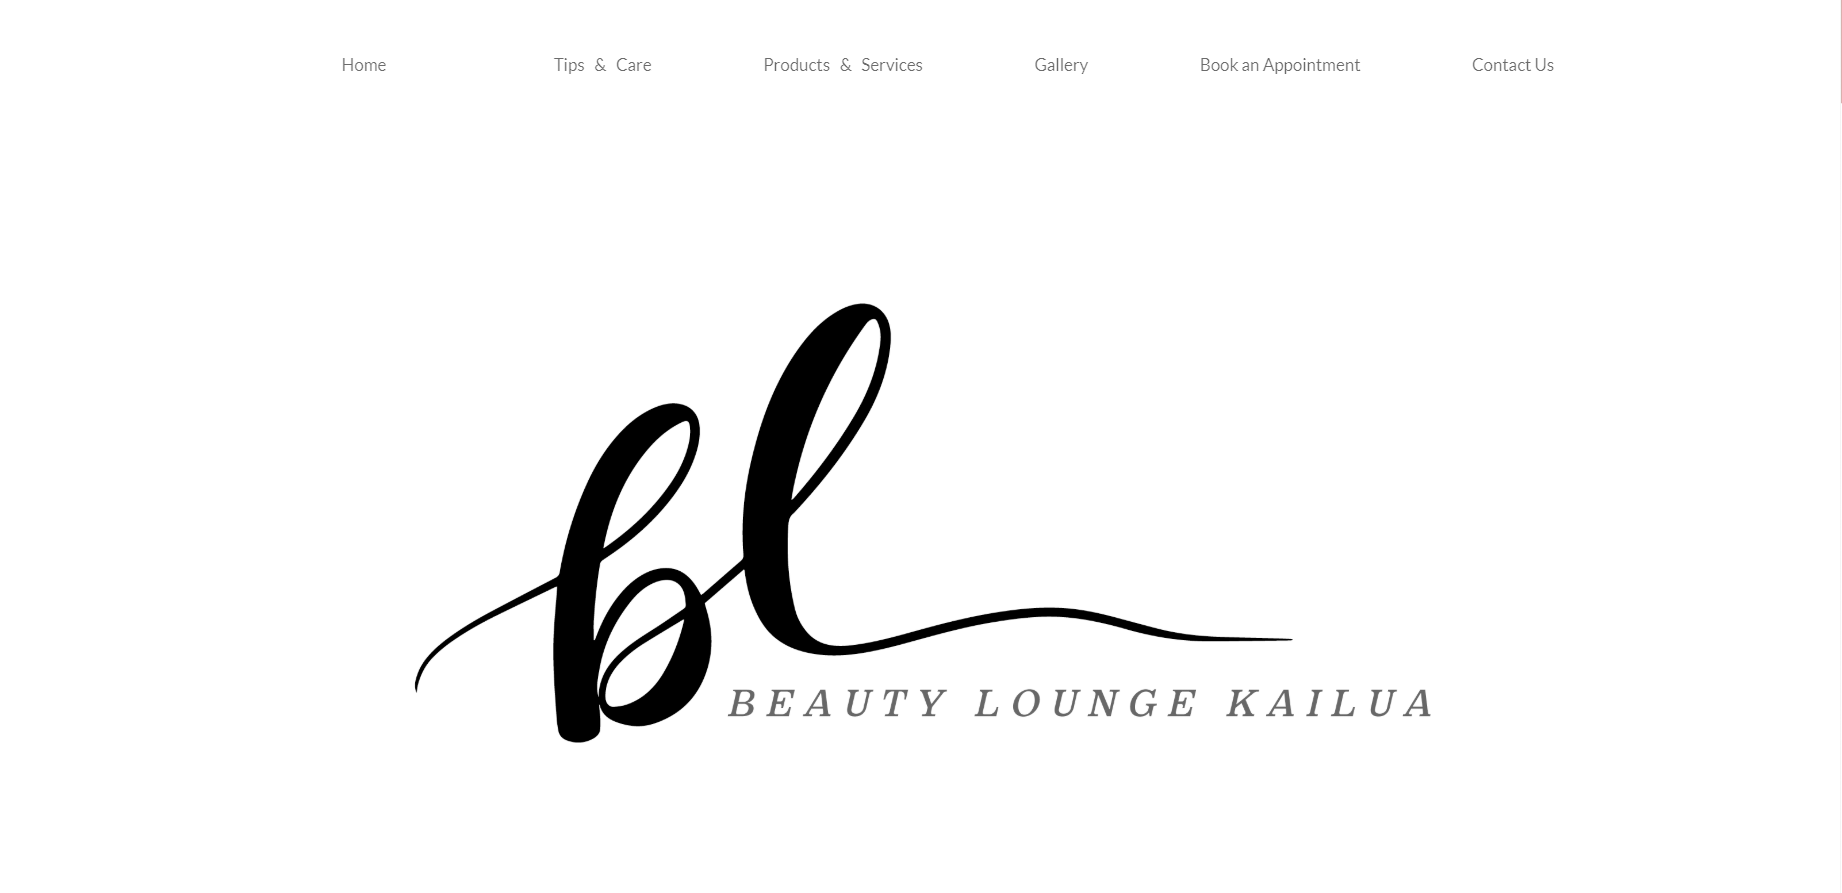 Home Tips & Care Products & Services Gallery Book an Appointment Contact Us
bl
BEAUTY LOUNGE KAILUA